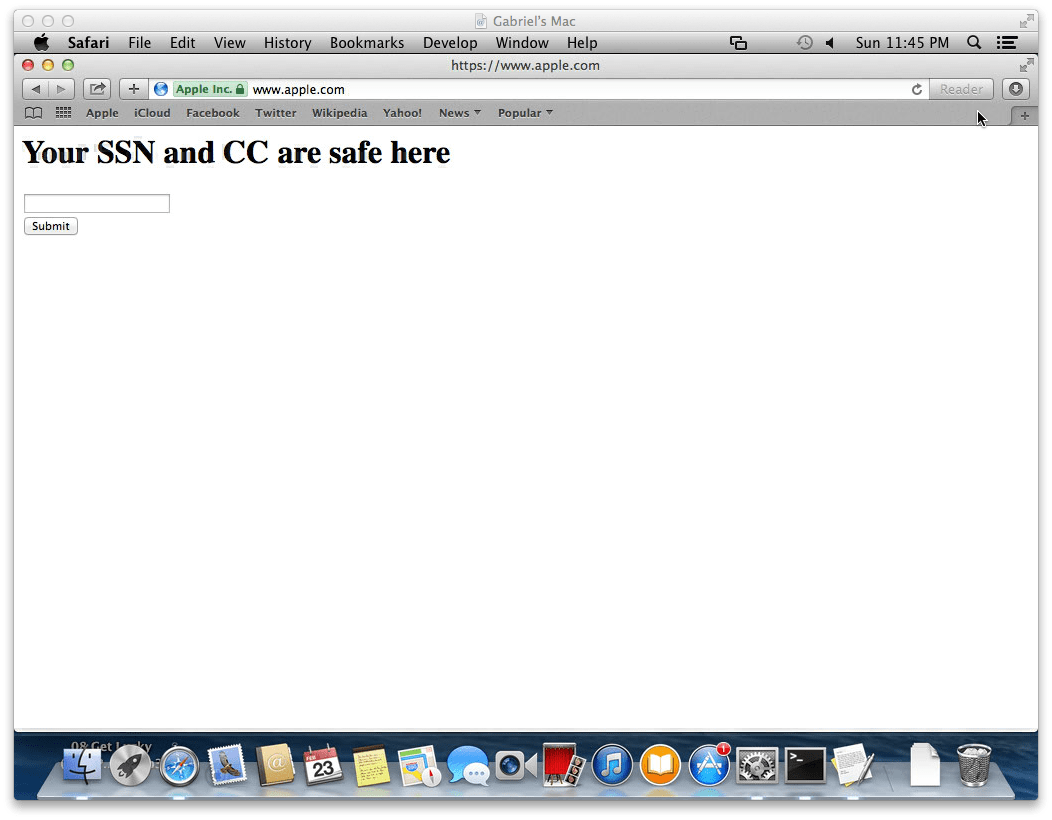 Gabriel's Mac
Safari File Edit View History Bookmarks Develop Window Help Sun 11:45 PM
https://www.apple.com
Apple Inc. www.apple.com Reader
Apple iCloud Facebook Twitter Wikipedia Yahoo! News Popular
Your SSN and CC are safe here
Submit
08 Get Lucky
FEB
23
1